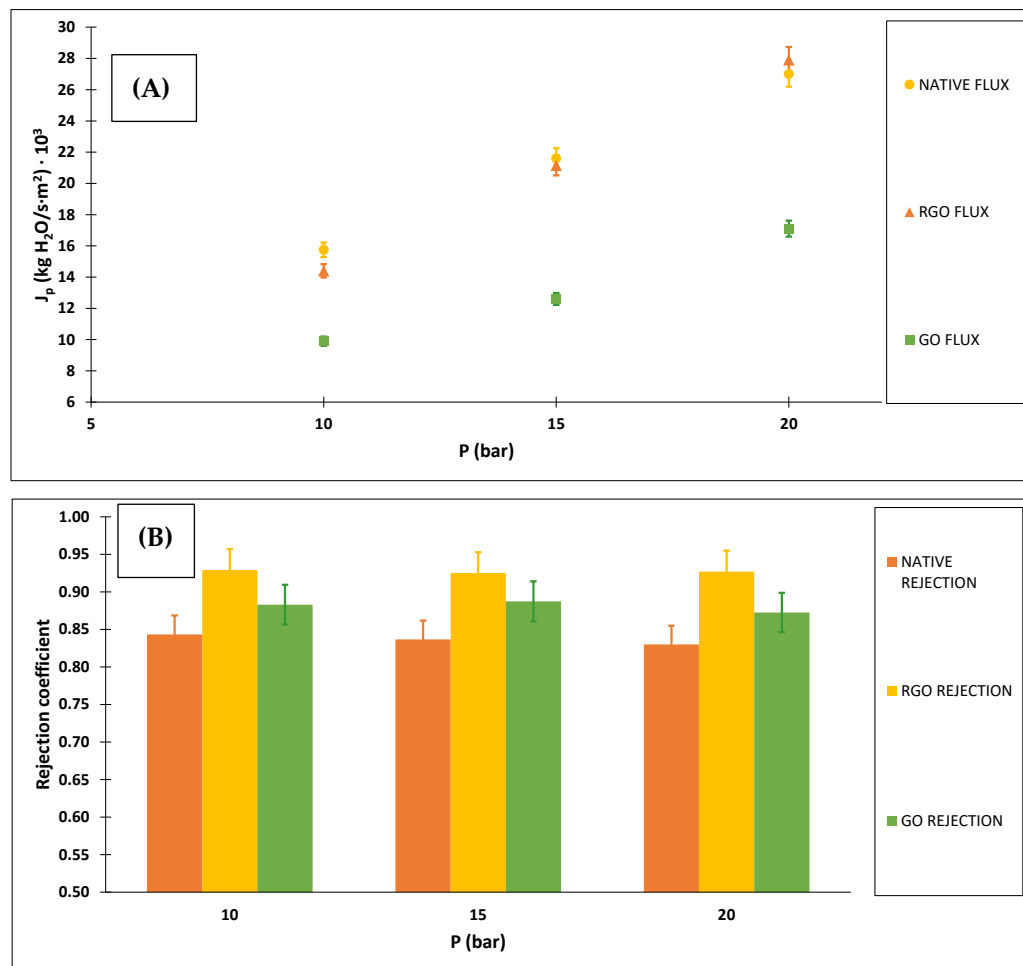 (A)
J_p (kg H₂O/s·m²) · 10³
30
28
26
24
22
20
18
16
14
12
10
8
6
5
10
15
20
P (bar)
NATIVE FLUX
RGO FLUX
GO FLUX
(B)
Rejection coefficient
1.00
0.95
0.90
0.85
0.80
0.75
0.70
0.65
0.60
0.55
0.50
10
15
20
P (bar)
NATIVE
REJECTION
RGO REJECTION
GO REJECTION